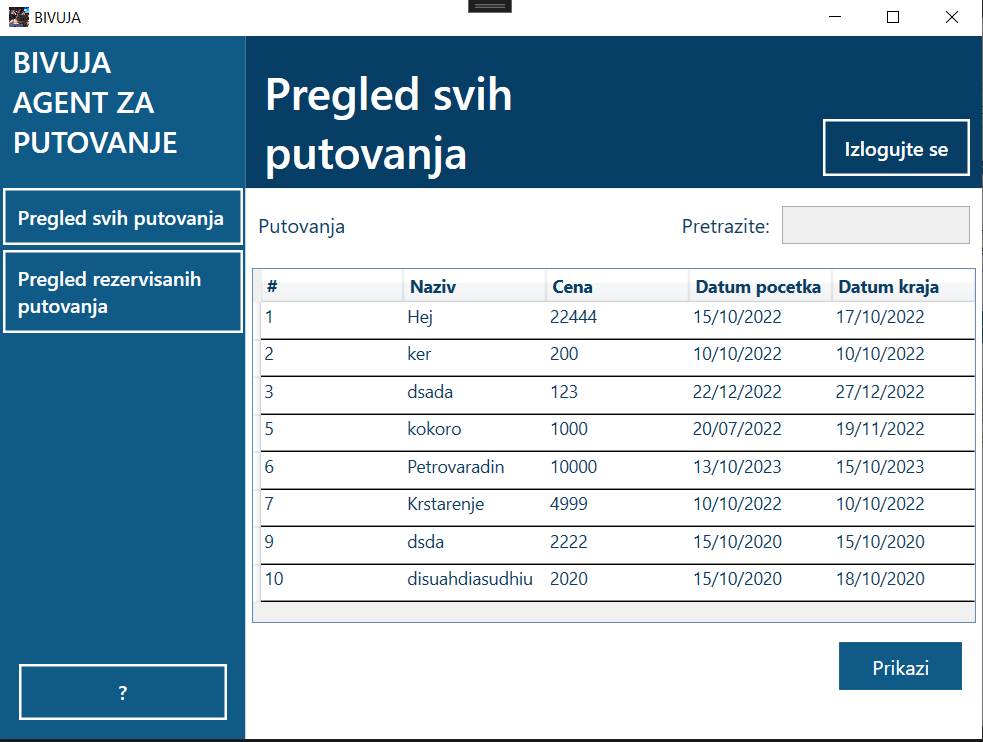 BIVUJA
BIVUJA
AGENT ZA
PUTOVANJE
Pregled svih putovanja
Pregled rezervisanih
putovanja
?
Pregled svih
putovanja
Izlogujte se
Putovanja
Pretrazite:
# Naziv Cena Datum pocetka Datum kraja
1 Hej 22444 15/10/2022 17/10/2022
2 ker 200 10/10/2022 10/10/2022
3 dsada 123 22/12/2022 27/12/2022
5 kokoro 1000 20/07/2022 19/11/2022
6 Petrovaradin 10000 13/10/2023 15/10/2023
7 Krstarenje 4999 10/10/2022 10/10/2022
9 dsda 2222 15/10/2020 15/10/2020
10 disuahdiasudhiu 2020 15/10/2020 18/10/2020
Prikazi